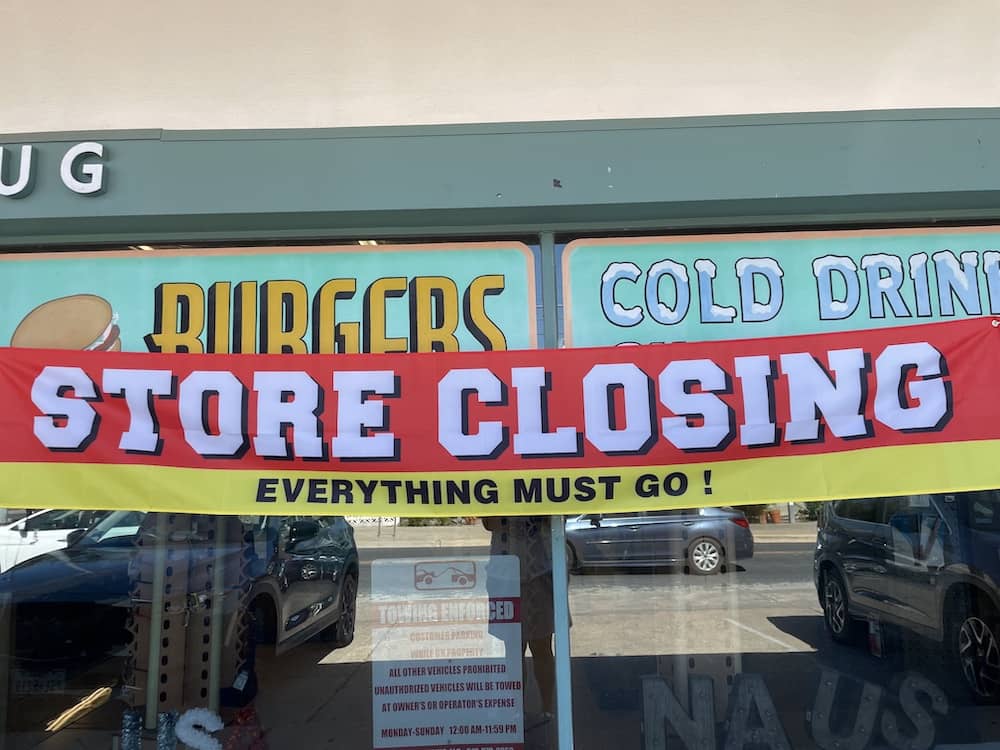 UG
BURGERS
COLD DRIN
STORE CLOSING
EVERYTHING MUST GO !
TOWING ENFORCED
CUSTOMER PARKING
WHILE ON PROPERTY
ALL OTHER VEHICLES PROHIBITED
UNAUTHORIZED VEHICLES WILL BE TOWED
AT OWNER'S OR OPERATOR'S EXPENSE
MONDAY-SUNDAY 12:00 AM-11:59 PM
NAUS
US